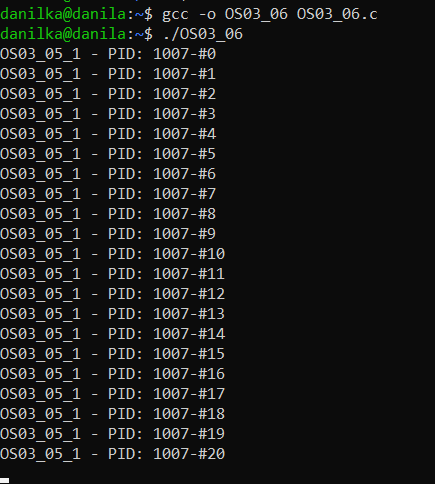 danilka@danila:~$ gcc -o OS03_06 OS03_06.c
danilka@danila:~$ ./OS03_06
OS03_05_1 - PID: 1007-#0
OS03_05_1 - PID: 1007-#1
OS03_05_1 - PID: 1007-#2
OS03_05_1 - PID: 1007-#3
OS03_05_1 - PID: 1007-#4
OS03_05_1 - PID: 1007-#5
OS03_05_1 - PID: 1007-#6
OS03_05_1 - PID: 1007-#7
OS03_05_1 - PID: 1007-#8
OS03_05_1 - PID: 1007-#9
OS03_05_1 - PID: 1007-#10
OS03_05_1 - PID: 1007-#11
OS03_05_1 - PID: 1007-#12
OS03_05_1 - PID: 1007-#13
OS03_05_1 - PID: 1007-#14
OS03_05_1 - PID: 1007-#15
OS03_05_1 - PID: 1007-#16
OS03_05_1 - PID: 1007-#17
OS03_05_1 - PID: 1007-#18
OS03_05_1 - PID: 1007-#19
OS03_05_1 - PID: 1007-#20